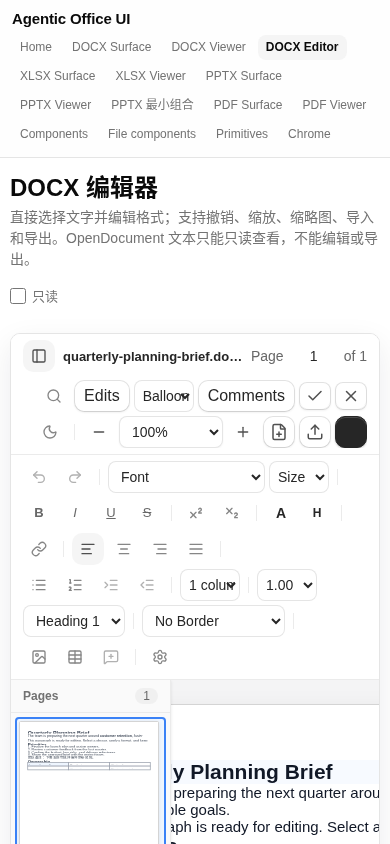 Agentic Office UI
Home DOCX Surface DOCX Viewer DOCX Editor
XLSX Surface XLSX Viewer PPTX Surface
PPTX Viewer PPTX 最小组合 PDF Surface PDF Viewer
Components File components Primitives Chrome
DOCX 编辑器
直接选择文字并编辑格式；支持撤销、缩放、缩略图、导入
和导出。OpenDocument 文本只能只读查看，不能编辑或导
出。
只读
quarterly-planning-brief.do... Page 1 of 1
Edits Balloon Comments
100%
Font Size
B I U S x² x₂ A H
1 colum 1.00
Heading 1 No Border
Pages 1
y Planning Brief
preparing the next quarter arou
ole goals.
aph is ready for editing. Select a